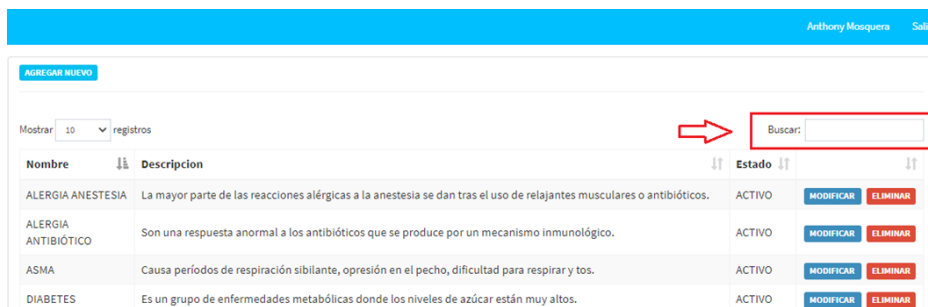 Anthony Mosquera
AGREGAR NUEVO
Mostrar 10 registros
Buscar:
Nombre Descripcion Estado
ALERGIA ANESTESIA La mayor parte de las reacciones alérgicas a la anestesia se dan tras el uso de relajantes musculares o antibióticos. ACTIVO MODIFICAR ELIMINAR
ALERGIA
ANTIBIÓTICO Son una respuesta anormal a los antibióticos que se produce por un mecanismo inmunológico. ACTIVO MODIFICAR ELIMINAR
ASMA Causa períodos de respiración sibilante, opresión en el pecho, dificultad para respirar y tos. ACTIVO MODIFICAR ELIMINAR
DIABETES Es un grupo de enfermedades metabólicas donde los niveles de azúcar están muy altos. ACTIVO MODIFICAR ELIMINAR